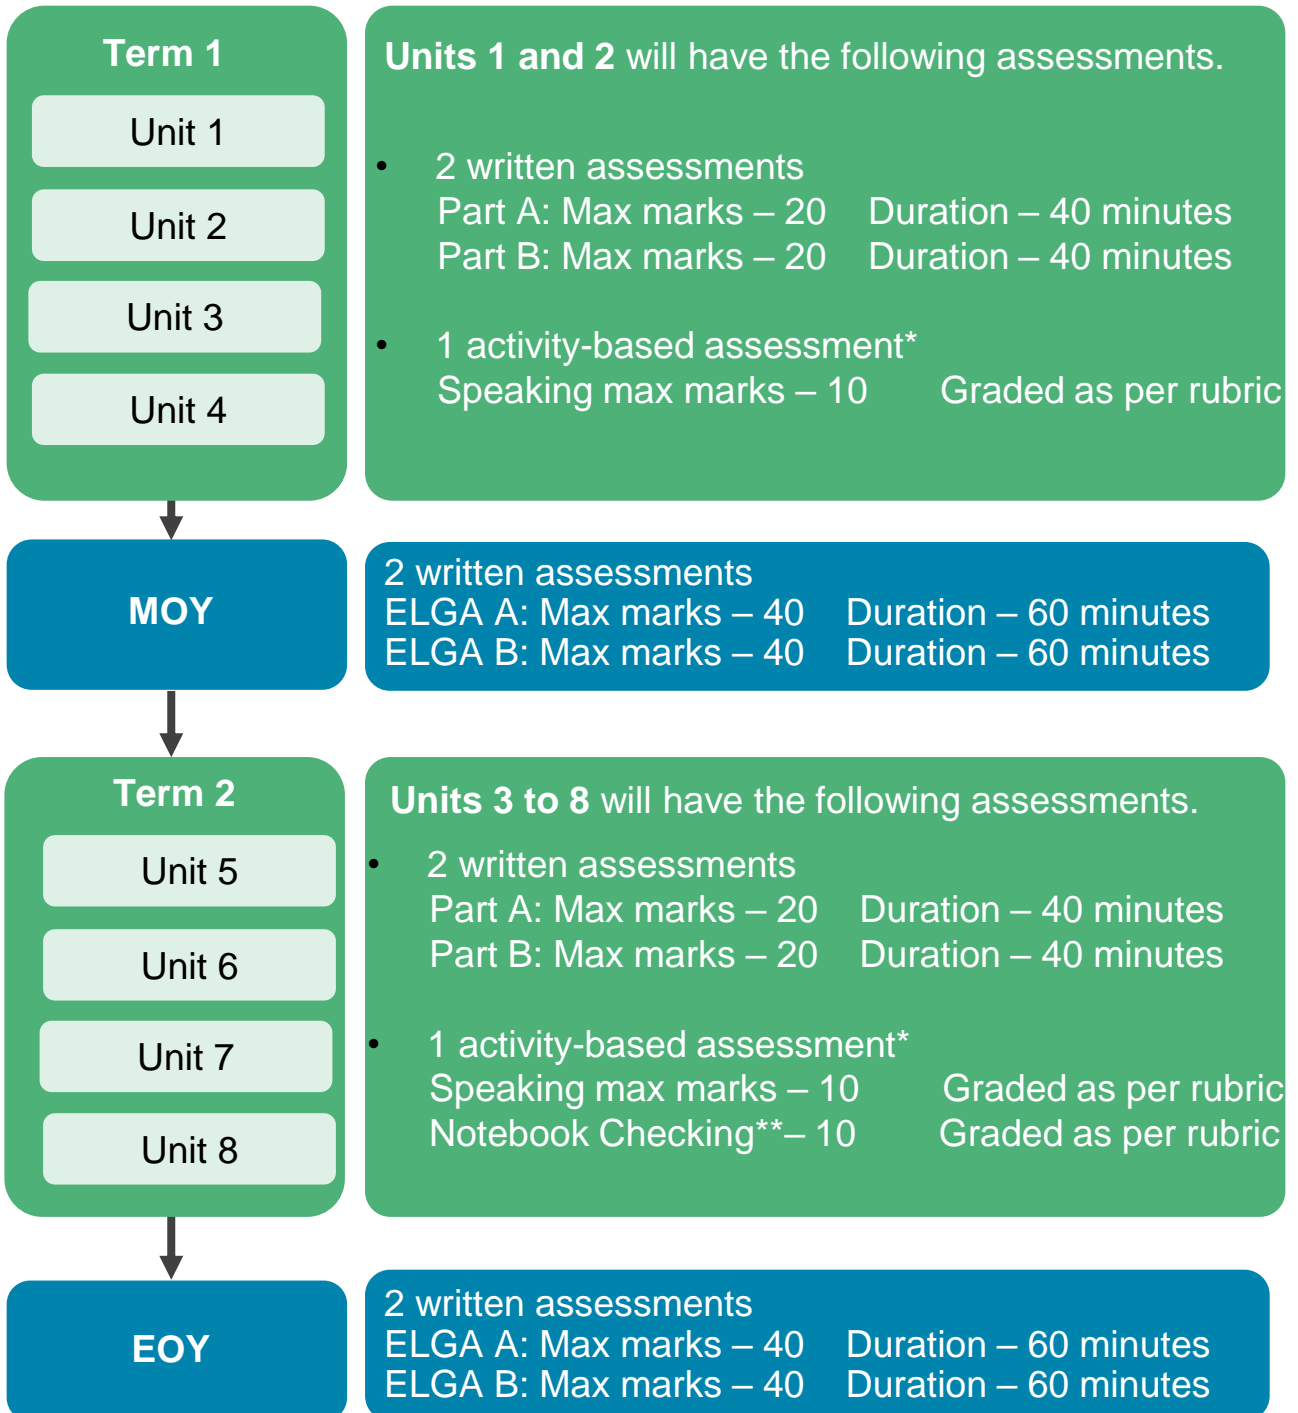 Term 1
Unit 1
Unit 2
Unit 3
Unit 4
Units 1 and 2 will have the following assessments.
• 2 written assessments
Part A: Max marks – 20 Duration – 40 minutes
Part B: Max marks – 20 Duration – 40 minutes
• 1 activity-based assessment*
Speaking max marks – 10 Graded as per rubric
MOY
2 written assessments
ELGA A: Max marks – 40 Duration – 60 minutes
ELGA B: Max marks – 40 Duration – 60 minutes
Term 2
Unit 5
Unit 6
Unit 7
Unit 8
Units 3 to 8 will have the following assessments.
• 2 written assessments
Part A: Max marks – 20 Duration – 40 minutes
Part B: Max marks – 20 Duration – 40 minutes
• 1 activity-based assessment*
Speaking max marks – 10 Graded as per rubric
Notebook Checking**– 10 Graded as per rubric
EOY
2 written assessments
ELGA A: Max marks – 40 Duration – 60 minutes
ELGA B: Max marks – 40 Duration – 60 minutes